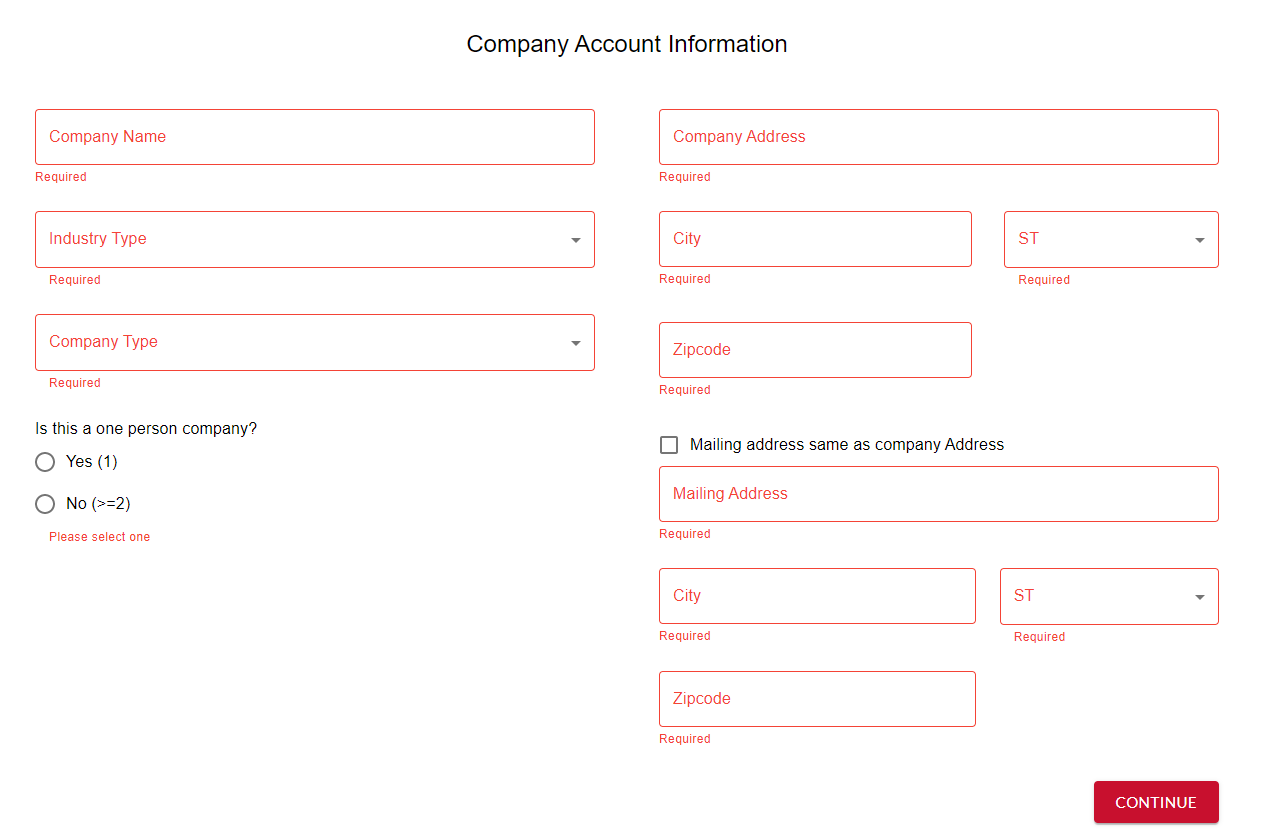 Company Account Information
Company Name
Required
Industry Type
Required
Company Type
Required
Is this a one person company?
Yes (1)
No (>=2)
Please select one
Company Address
Required
City
Required
ST
Required
Zipcode
Required
Mailing address same as company Address
Mailing Address
Required
City
Required
ST
Required
Zipcode
Required
CONTINUE